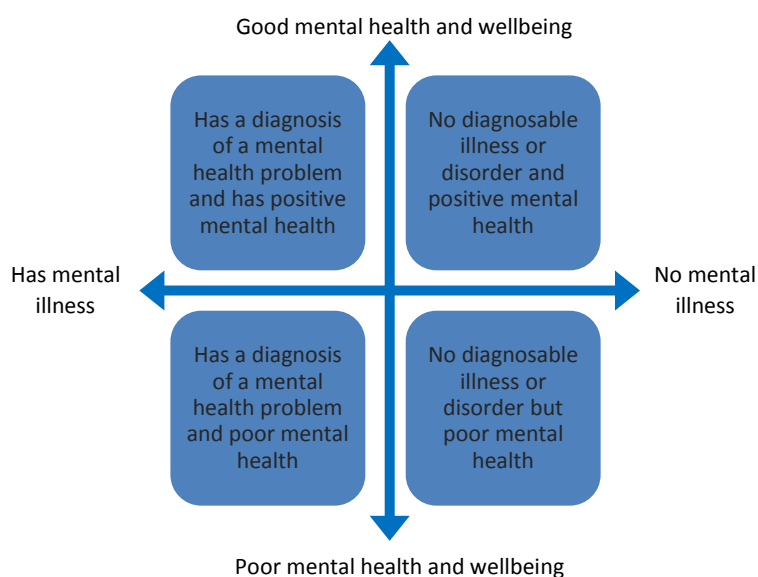 Good mental health and wellbeing
Has a diagnosis
of a mental
health problem
and has positive
mental health
No diagnosable
illness or
disorder and
positive mental
health
Has mental
illness
No mental
illness
Has a diagnosis
of a mental
health problem
and poor mental
health
No diagnosable
illness or
disorder but
poor mental
health
Poor mental health and wellbeing